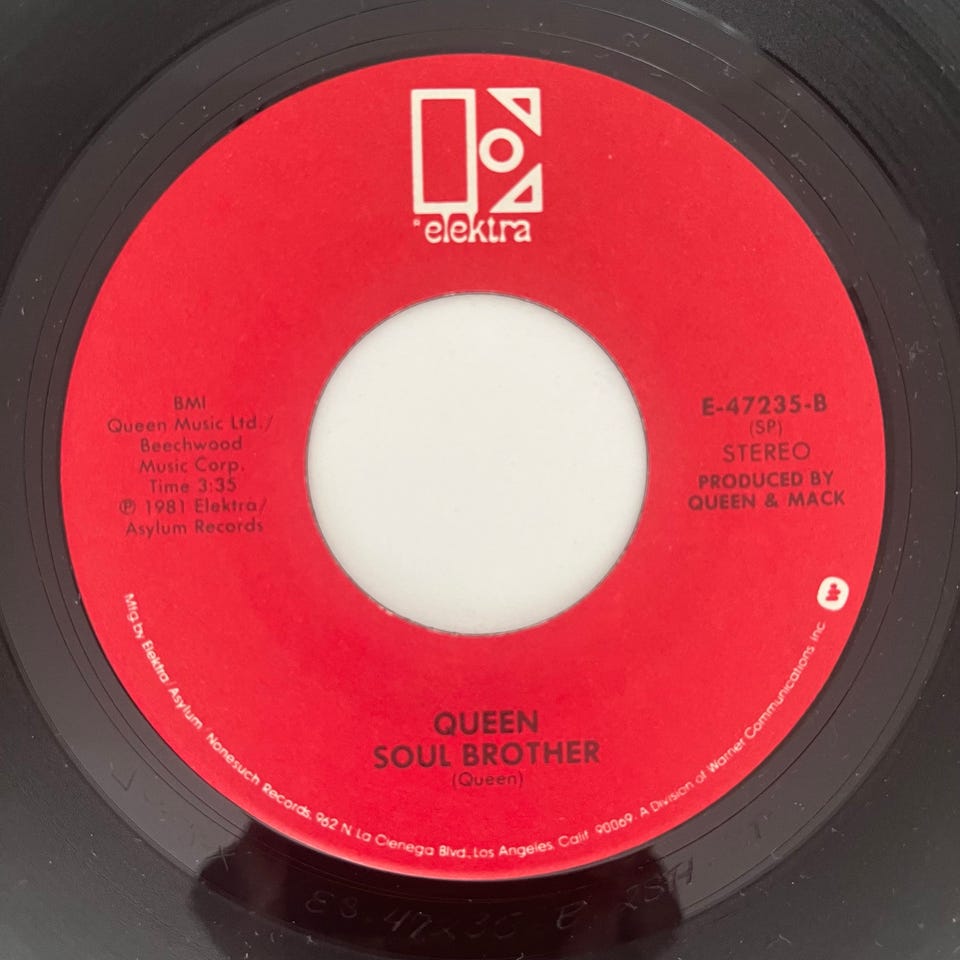 elektra
BMI
Queen Music Ltd./
Beechwood
Music Corp.
Time 3:35
℗ 1981 Elektra/
Asylum Records
E-47235-B
(SP)
STEREO
PRODUCED BY
QUEEN & MACK
QUEEN
SOUL BROTHER
(Queen)
Mfg. by Elektra/Asylum/Nonesuch Records, 962 N. La Cienega Blvd., Los Angeles, Calif. 90069. A Division of Warner Communications Inc.